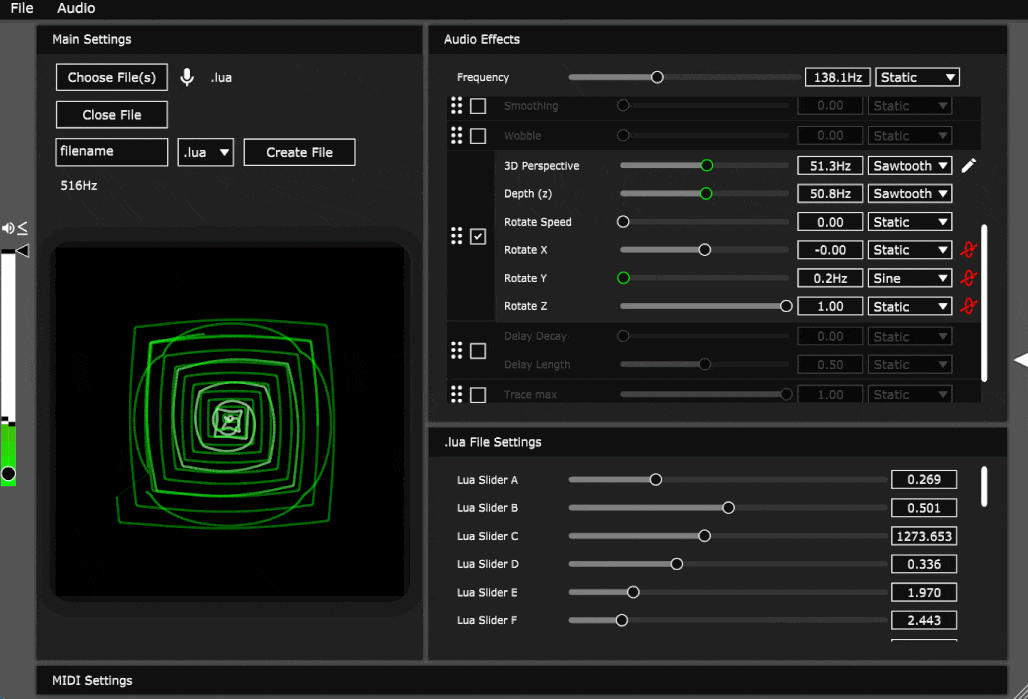 File Audio
Main Settings
Choose File(s) .lua
Close File
filename .lua Create File
516Hz
Audio Effects
Frequency 138.1Hz Static
Smoothing 0.00 Static
Wobble 0.00 Static
3D Perspective 51.3Hz Sawtooth
Depth (z) 50.8Hz Sawtooth
Rotate Speed 0.00 Static
Rotate X -0.00 Static
Rotate Y 0.2Hz Sine
Rotate Z 1.00 Static
Delay Decay 0.00 Static
Delay Length 0.50 Static
Trace max 1.00 Static
.lua File Settings
Lua Slider A 0.269
Lua Slider B 0.501
Lua Slider C 1273.653
Lua Slider D 0.336
Lua Slider E 1.970
Lua Slider F 2.443
MIDI Settings